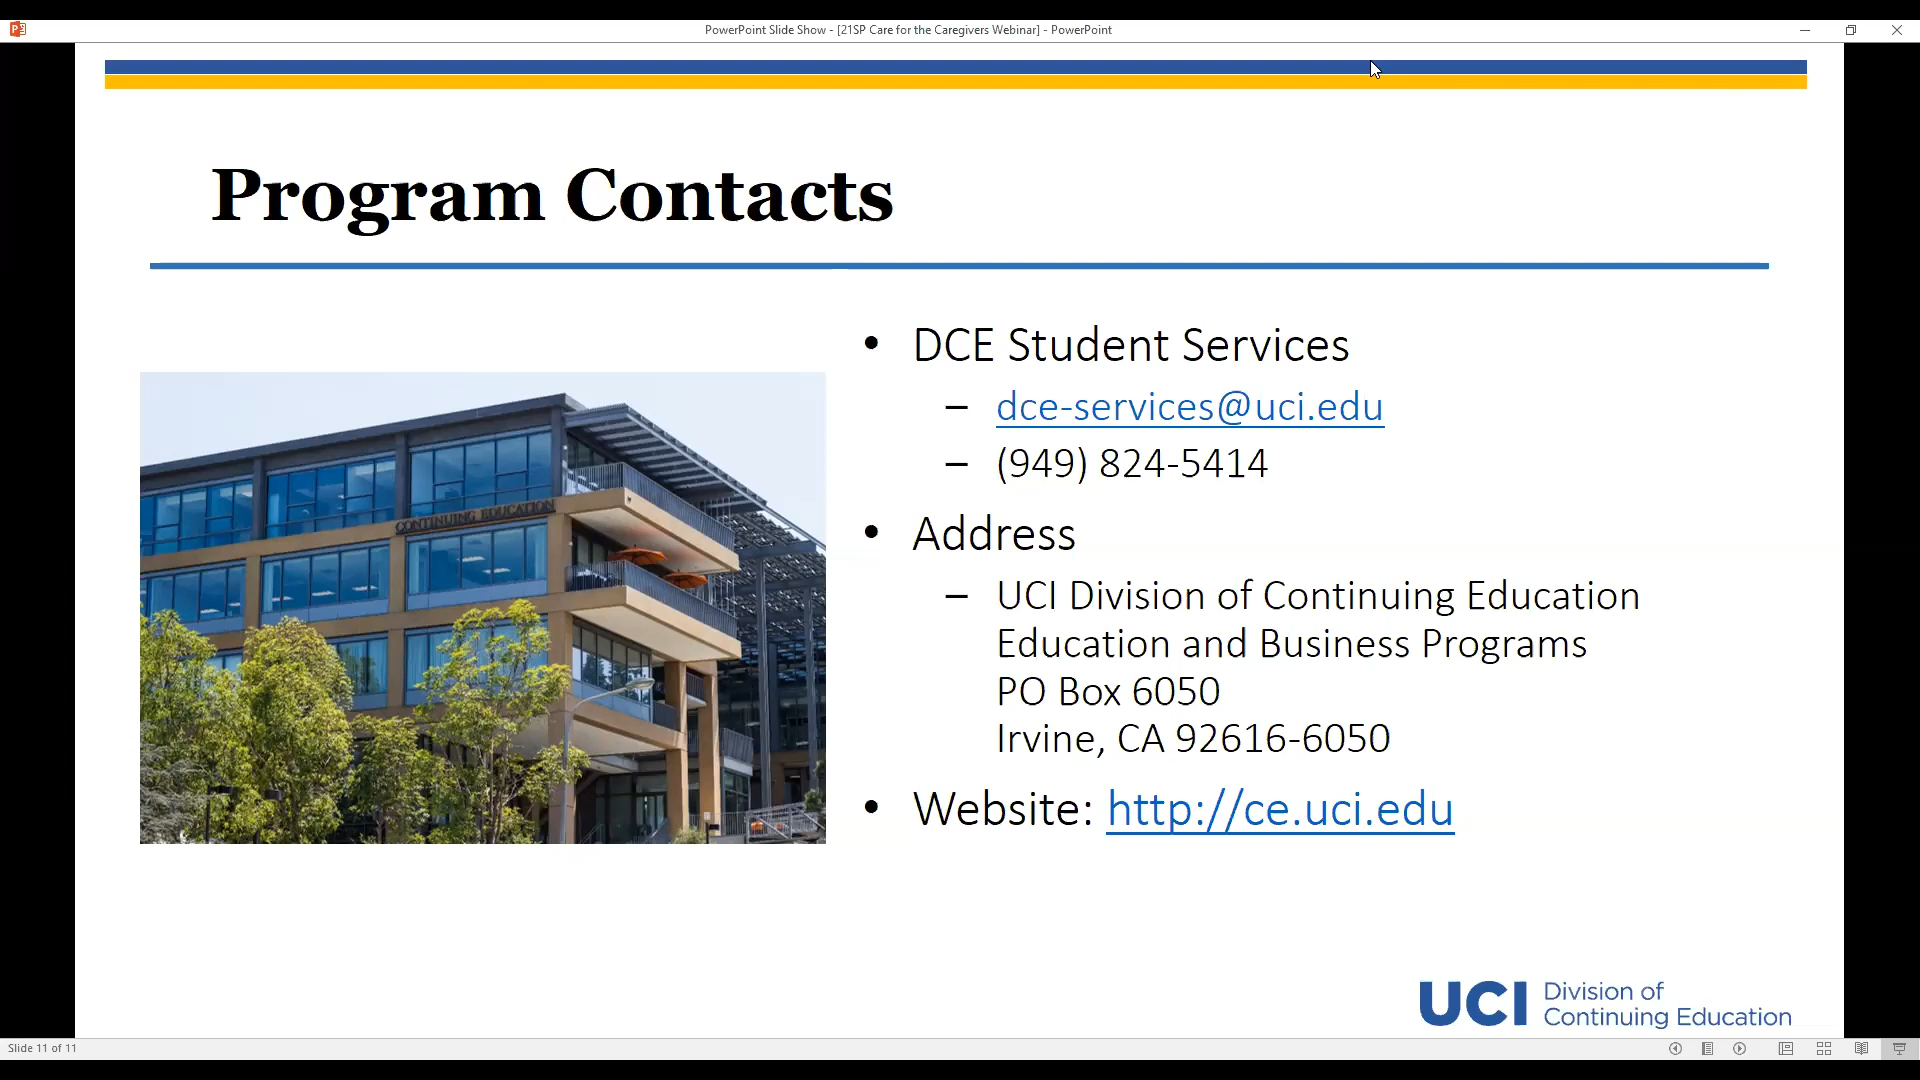 PowerPoint Slide Show - [21SP Care for the Caregivers Webinar] - PowerPoint
Program Contacts
• DCE Student Services
– dce-services@uci.edu
– (949) 824-5414
• Address
– UCI Division of Continuing Education
Education and Business Programs
PO Box 6050
Irvine, CA 92616-6050
• Website: http://ce.uci.edu
CONTINUING EDUCATION
UCI Division of
Continuing Education
Slide 11 of 11